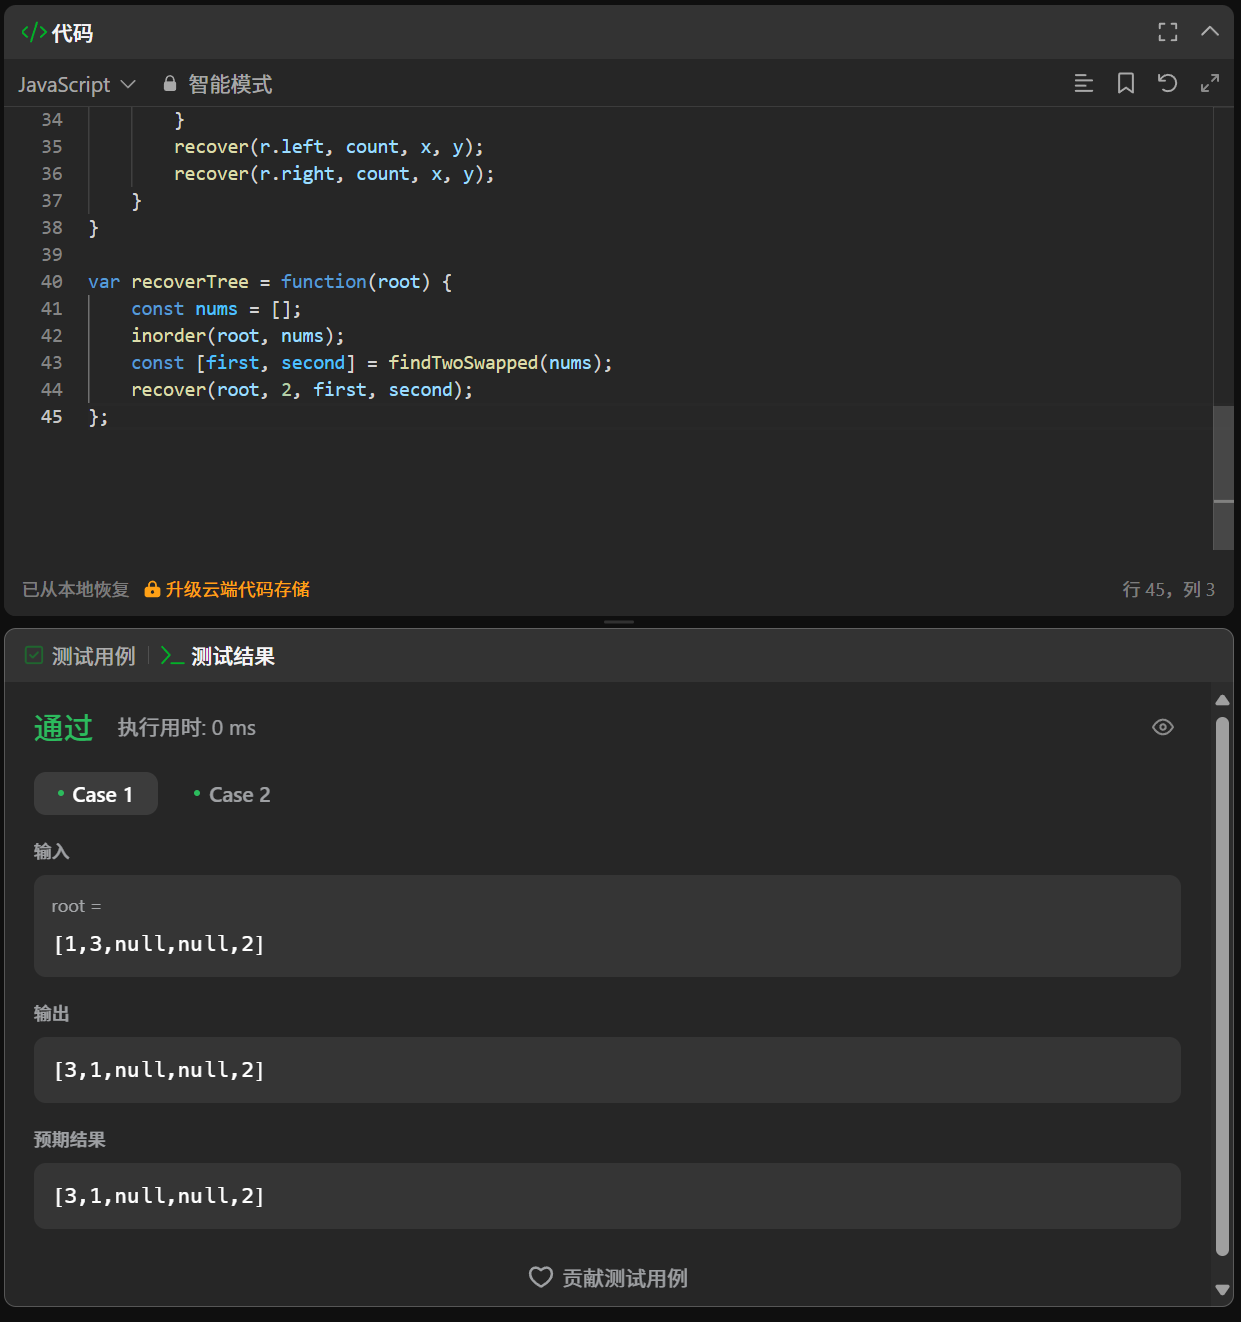 </> 代码
JavaScript 智能模式
34 }
35 recover(r.left, count, x, y);
36 recover(r.right, count, x, y);
37 }
38 }
39
40 var recoverTree = function(root) {
41 const nums = [];
42 inorder(root, nums);
43 const [first, second] = findTwoSwapped(nums);
44 recover(root, 2, first, second);
45 };
已从本地恢复 升级云端代码存储 行 45，列 3
测试用例 | >_ 测试结果
通过 执行用时: 0 ms
• Case 1 • Case 2
输入
root =
[1,3,null,null,2]
输出
[3,1,null,null,2]
预期结果
[3,1,null,null,2]
贡献测试用例